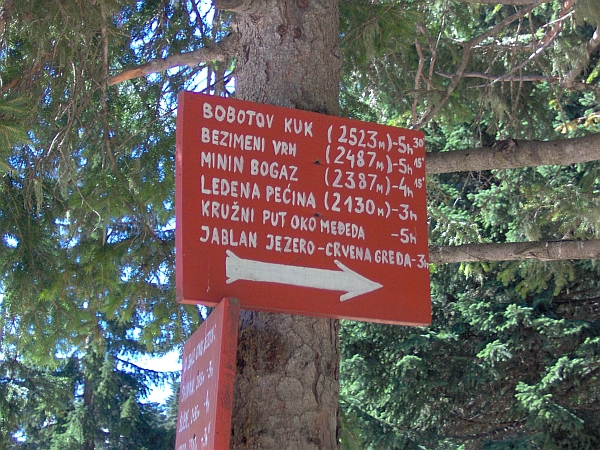 BOBOTOV KUK (2523M)-5h30'
BEZIMENI VRH (2487M)-5h15'
MININ BOGAZ (2387M)-4h15'
LEDENA PEĆINA (2130M)-3h
KRUŽNI PUT OKO MEĐEDA -5h
JABLAN JEZERO-CRVENA GREDA-3h